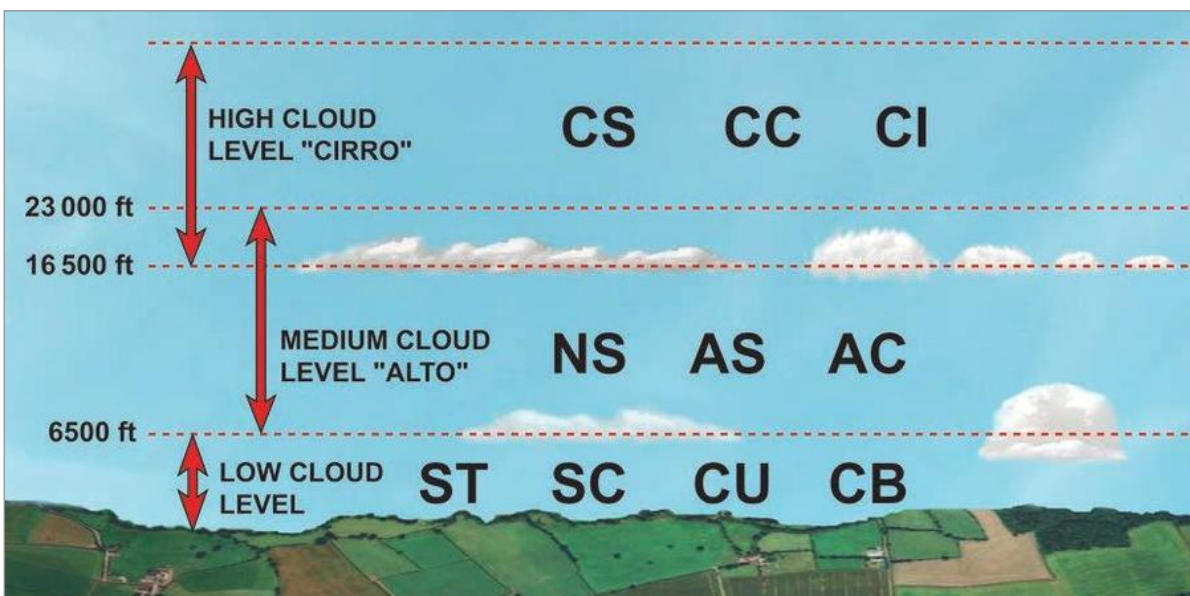 HIGH CLOUD
LEVEL "CIRRO"
CS CC CI
23 000 ft
16 500 ft
MEDIUM CLOUD
LEVEL "ALTO"
NS AS AC
6500 ft
LOW CLOUD
LEVEL
ST SC CU CB